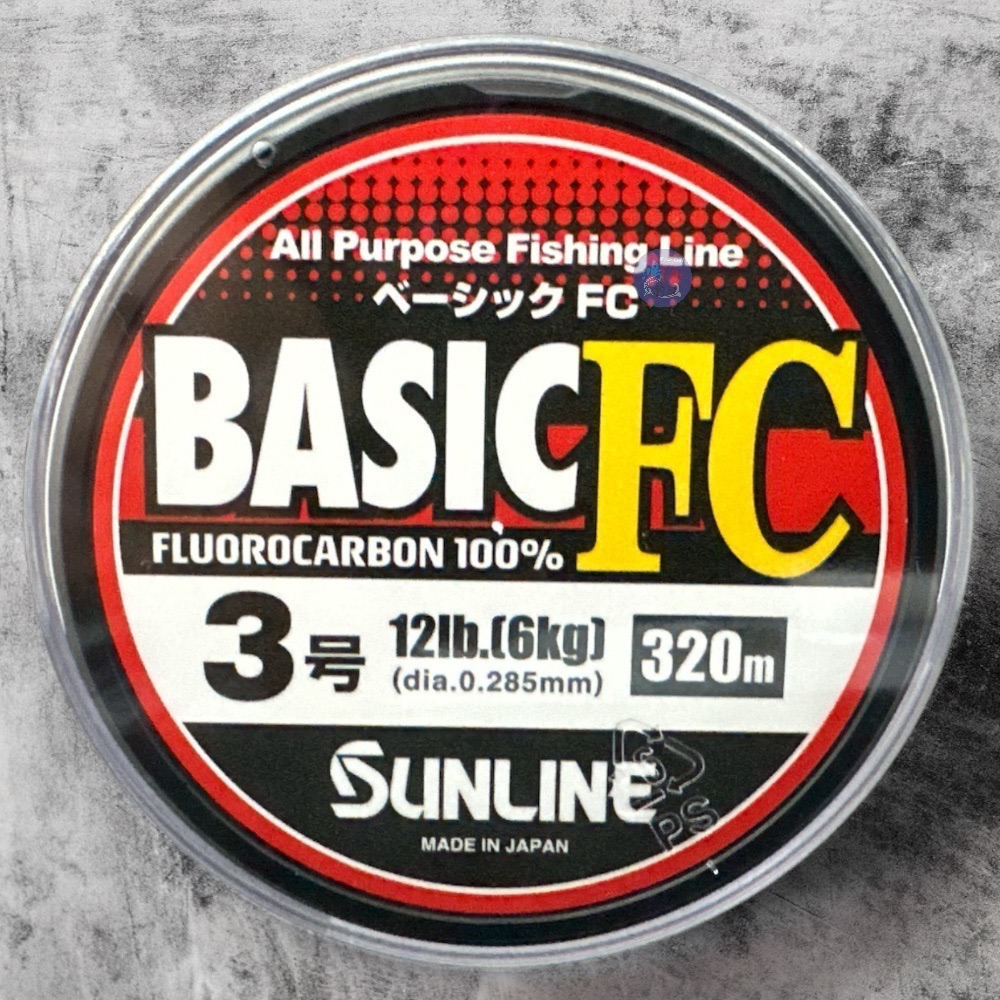 All Purpose Fishing Line
ベーシック FC
BASIC FC
FLUOROCARBON 100%
3号 12lb.(6kg) 320m
(dia.0.285mm)
SUNLINE
6
PS
MADE IN JAPAN